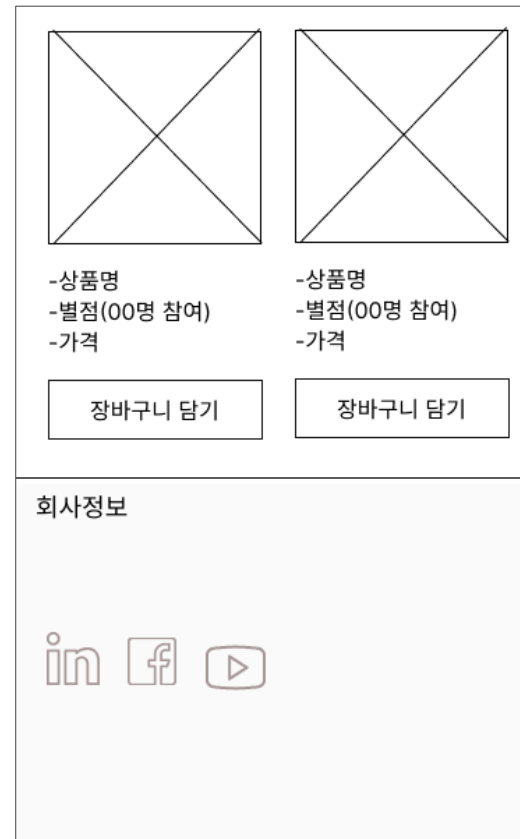 -상품명
-별점(00명 참여)
-가격
장바구니 담기
-상품명
-별점(00명 참여)
-가격
장바구니 담기
회사정보
in f